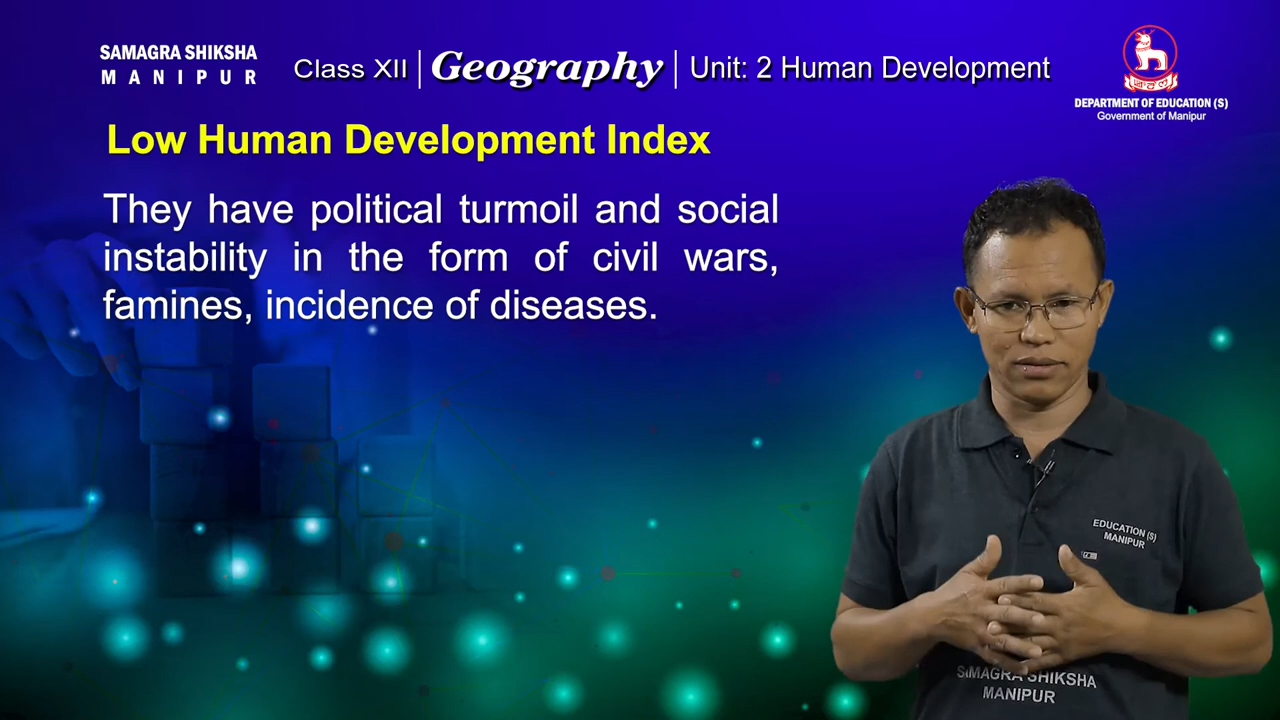 SAMAGRA SHIKSHA
MANIPUR
Class XII | Geography | Unit: 2 Human Development
DEPARTMENT OF EDUCATION (S)
Government of Manipur
Low Human Development Index
They have political turmoil and social
instability in the form of civil wars,
famines, incidence of diseases.
EDUCATION (S)
MANIPUR
SAMAGRA SHIKSHA
MANIPUR